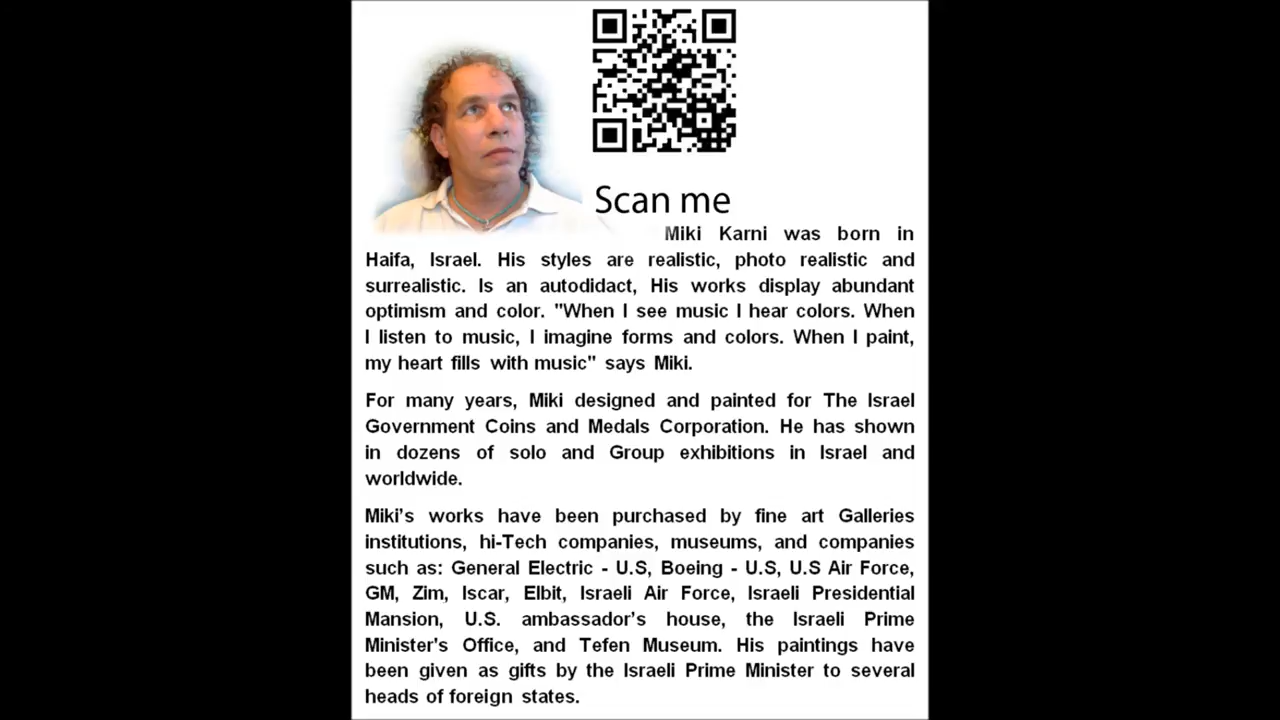 Scan me
Miki Karni was born in
Haifa, Israel. His styles are realistic, photo realistic and
surrealistic. Is an autodidact, His works display abundant
optimism and color. "When I see music I hear colors. When
I listen to music, I imagine forms and colors. When I paint,
my heart fills with music" says Miki.
For many years, Miki designed and painted for The Israel
Government Coins and Medals Corporation. He has shown
in dozens of solo and Group exhibitions in Israel and
worldwide.
Miki's works have been purchased by fine art Galleries
institutions, hi-Tech companies, museums, and companies
such as: General Electric - U.S, Boeing - U.S, U.S Air Force,
GM, Zim, Iscar, Elbit, Israeli Air Force, Israeli Presidential
Mansion, U.S. ambassador's house, the Israeli Prime
Minister's Office, and Tefen Museum. His paintings have
been given as gifts by the Israeli Prime Minister to several
heads of foreign states.